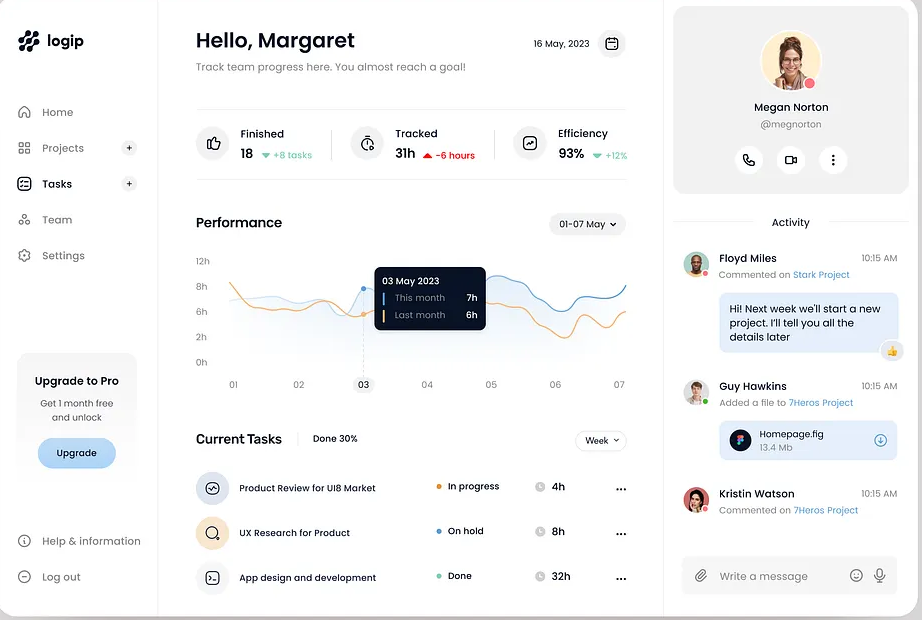 logip
Home
Projects
+
Tasks
+
Team
Settings
Upgrade to Pro
Get 1 month free
and unlock
Upgrade
Help & information
Log out
Hello, Margaret
16 May, 2023
Track team progress here. You almost reach a goal!
Finished
18 +8 tasks
Tracked
31h -6 hours
Efficiency
93% +12%
Performance
01-07 May
12h
8h
6h
2h
0h
03 May 2023
This month 7h
Last month 6h
01 02 03 04 05 06 07
Current Tasks
Done 30%
Week
Product Review for UI8 Market In progress 4h ...
UX Research for Product On hold 8h ...
App design and development Done 32h ...
Megan Norton
@megnorton
Activity
Floyd Miles 10:15 AM
Commented on Stark Project
Hi! Next week we'll start a new
project. I'll tell you all the
details later
Guy Hawkins 10:15 AM
Added a file to 7Heros Project
Homepage.fig
13.4 Mb
Kristin Watson 10:15 AM
Commented on 7Heros Project
Write a message